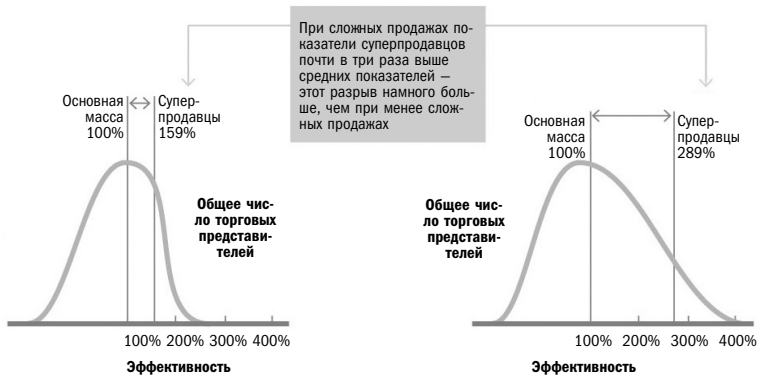 При сложных продажах по-
казатели суперпродавцов
почти в три раза выше
средних показателей —
этот разрыв намного боль-
ше, чем при менее слож-
ных продажах
Основная
масса
100%
Супер-
продавцы
159%
Общее чис-
ло торговых
представи-
телей
100% 200% 300% 400%
Эффективность
Основная
масса
100%
Супер-
продавцы
289%
Общее чис-
ло торговых
представи-
телей
100% 200% 300% 400%
Эффективность